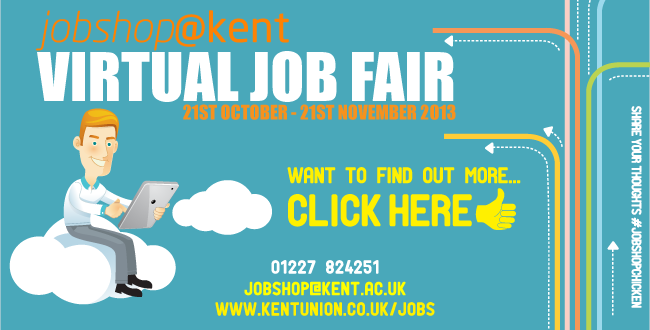 jobshop@kent
VIRTUAL JOB FAIR
21ST OCTOBER - 21ST NOVEMBER 2013
WANT TO FIND OUT MORE...
CLICK HERE
01227 824251
JOBSHOP@KENT.AC.UK
WWW.KENTUNION.CO.UK/JOBS
SHARE YOUR THOUGHTS #JOBSHOPCHICKEN